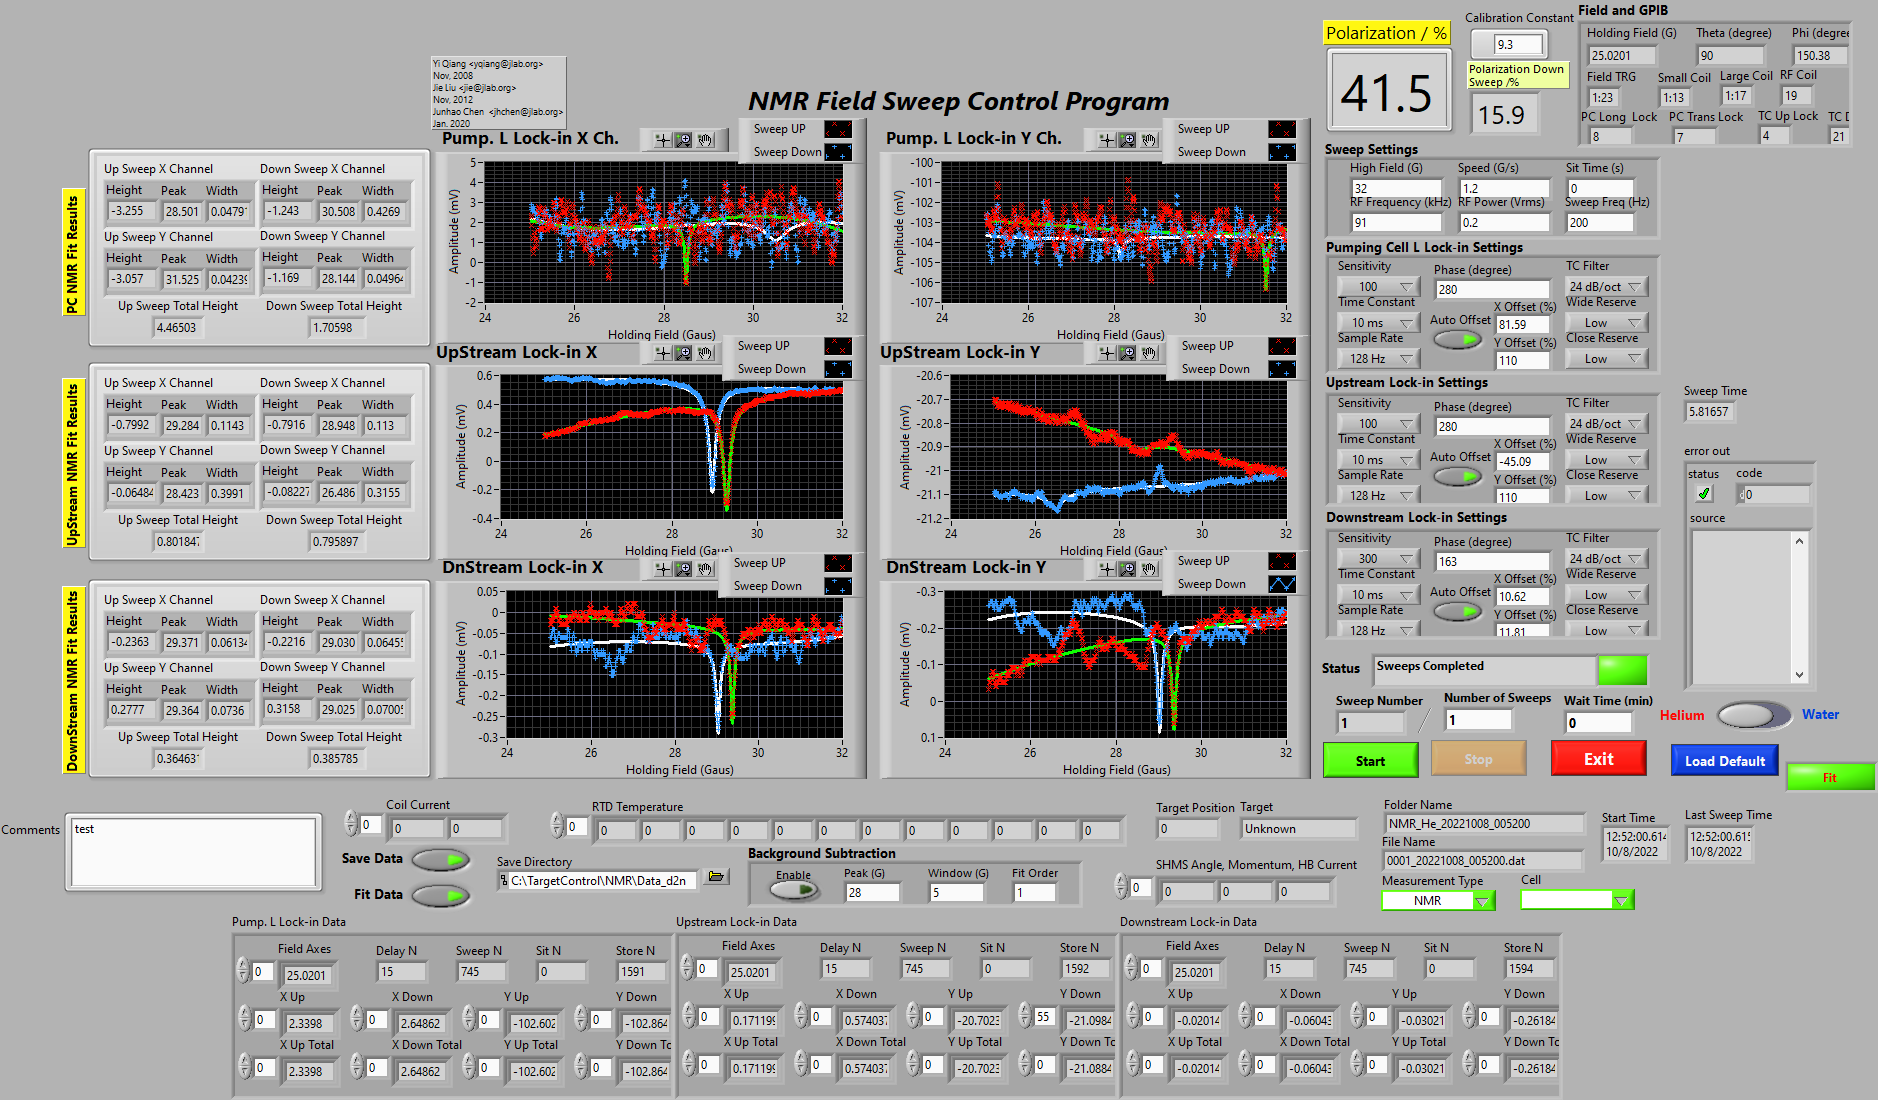 NMR Field Sweep Control Program
Yi Qiang <yqiang@jlab.org>
Nov, 2008
Jie Liu <jie@jlab.org>
Nov, 2012
Junhao Chen <jhchen@jlab.org>
Jan. 2020
Polarization / %
41.5
Calibration Constant
9.3
Polarization Down
Sweep /%
15.9
Field and GPIB
Holding Field (G) Theta (degree) Phi (degree
25.0201 90 150.38
Field TRG Small Coil Large Coil RF Coil
1:23 1:13 1:17 19
PC Long Lock PC Trans Lock TC Up Lock TC D
8 7 4 21
PC NMR Fit Results
Up Sweep X Channel Down Sweep X Channel
Height Peak Width Height Peak Width
-3.255 28.501 0.0479 -1.243 30.508 0.4269
Up Sweep Y Channel Down Sweep Y Channel
Height Peak Width Height Peak Width
-3.057 31.525 0.04239 -1.169 28.144 0.04964
Up Sweep Total Height Down Sweep Total Height
4.46503 1.70598
Pump. L Lock-in X Ch.
Sweep UP
Sweep Down
Amplitude (mV)
5
4
3
2
1
0
-1
-2
24 26 28 30 32
Holding Field (Gaus)
Pump. L Lock-in Y Ch.
Sweep UP
Sweep Down
Amplitude (mV)
-100
-101
-102
-103
-104
-105
-106
-107
24 26 28 30 32
Holding Field (Gaus)
UpStream NMR Fit Results
Up Sweep X Channel Down Sweep X Channel
Height Peak Width Height Peak Width
-0.7992 29.284 0.1143 -0.7916 28.948 0.113
Up Sweep Y Channel Down Sweep Y Channel
Height Peak Width Height Peak Width
-0.06484 28.423 0.3991 -0.08227 26.486 0.3155
Up Sweep Total Height Down Sweep Total Height
0.801847 0.795897
UpStream Lock-in X
Sweep UP
Sweep Down
Amplitude (mV)
0.6
0.4
0.2
0
-0.2
-0.4
24 26 28 30 32
Holding Field (Gaus)
UpStream Lock-in Y
Sweep UP
Sweep Down
Amplitude (mV)
-20.6
-20.7
-20.8
-20.9
-21
-21.1
-21.2
24 26 28 30 32
Holding Field (Gaus)
DownStream NMR Fit Results
Up Sweep X Channel Down Sweep X Channel
Height Peak Width Height Peak Width
-0.2363 29.371 0.06134 -0.2216 29.030 0.06455
Up Sweep Y Channel Down Sweep Y Channel
Height Peak Width Height Peak Width
0.2777 29.364 0.0736 0.3158 29.025 0.07005
Up Sweep Total Height Down Sweep Total Height
0.36463 0.385785
DnStream Lock-in X
Sweep UP
Sweep Down
Amplitude (mV)
0.05
0
-0.05
-0.1
-0.15
-0.2
-0.25
-0.3
24 26 28 30 32
Holding Field (Gaus)
DnStream Lock-in Y
Sweep UP
Sweep Down
Amplitude (mV)
-0.3
-0.2
-0.1
0
0.1
24 26 28 30 32
Holding Field (Gaus)
Sweep Settings
High Field (G) Speed (G/s) Sit Time (s)
32 1.2 0
RF Frequency (kHz) RF Power (Vrms) Sweep Freq (Hz)
91 0.2 200
Pumping Cell L Lock-in Settings
Sensitivity Phase (degree) TC Filter
100 280 24 dB/oct
Time Constant X Offset (%) Wide Reserve
10 ms Auto Offset 81.59 Low
Sample Rate Y Offset (%) Close Reserve
128 Hz 110 Low
Upstream Lock-in Settings
Sensitivity Phase (degree) TC Filter
100 280 24 dB/oct
Time Constant X Offset (%) Wide Reserve
10 ms Auto Offset -45.09 Low
Sample Rate Y Offset (%) Close Reserve
128 Hz 110 Low
Downstream Lock-in Settings
Sensitivity Phase (degree) TC Filter
300 163 24 dB/oct
Time Constant X Offset (%) Wide Reserve
10 ms Auto Offset 10.62 Low
Sample Rate Y Offset (%) Close Reserve
128 Hz 11.81 Low
Sweep Time
5.81657
error out
status code
0
source
Status Sweeps Completed
Sweep Number Number of Sweeps Wait Time (min)
1 / 1 0
Helium Water
Start Stop Exit Load Default Fit
Comments test
Coil Current
0 0 0
Save Data
Fit Data
RTD Temperature
0 0 0 0 0 0 0 0 0 0 0 0 0
Save Directory
C:\TargetControl\NMR\Data_d2n
Background Subtraction
Enable Peak (G) Window (G) Fit Order
28 5 1
Target Position Target
0 Unknown
SHMS Angle, Momentum, HB Current
0 0 0 0
Folder Name
NMR_He_20221008_005200
File Name
0001_20221008_005200.dat
Measurement Type Cell
NMR
Start Time Last Sweep Time
12:52:00.614 12:52:00.615
10/8/2022 10/8/2022
Pump. L Lock-in Data
Field Axes Delay N Sweep N Sit N Store N
0 25.0201 15 745 0 1591
X Up X Down Y Up Y Down
0 2.3398 0 2.64862 0 -102.602 0 -102.864
X Up Total X Down Total Y Up Total Y Down To
0 2.3398 0 2.64862 0 -102.602 0 -102.864
Upstream Lock-in Data
Field Axes Delay N Sweep N Sit N Store N
0 25.0201 15 745 0 1592
X Up X Down Y Up Y Down
0 0.171199 0 0.574037 0 -20.7023 55 -21.0984
X Up Total X Down Total Y Up Total Y Down Tc
0 0.171199 0 0.574037 0 -20.7023 0 -21.0884
Downstream Lock-in Data
Field Axes Delay N Sweep N Sit N Store N
0 25.0201 15 745 0 1594
X Up X Down Y Up Y Down
0 -0.02014 0 -0.06043 0 -0.03021 0 -0.26184
X Up Total X Down Total Y Up Total Y Down Tc
0 -0.02014 0 -0.06043 0 -0.03021 0 -0.26184